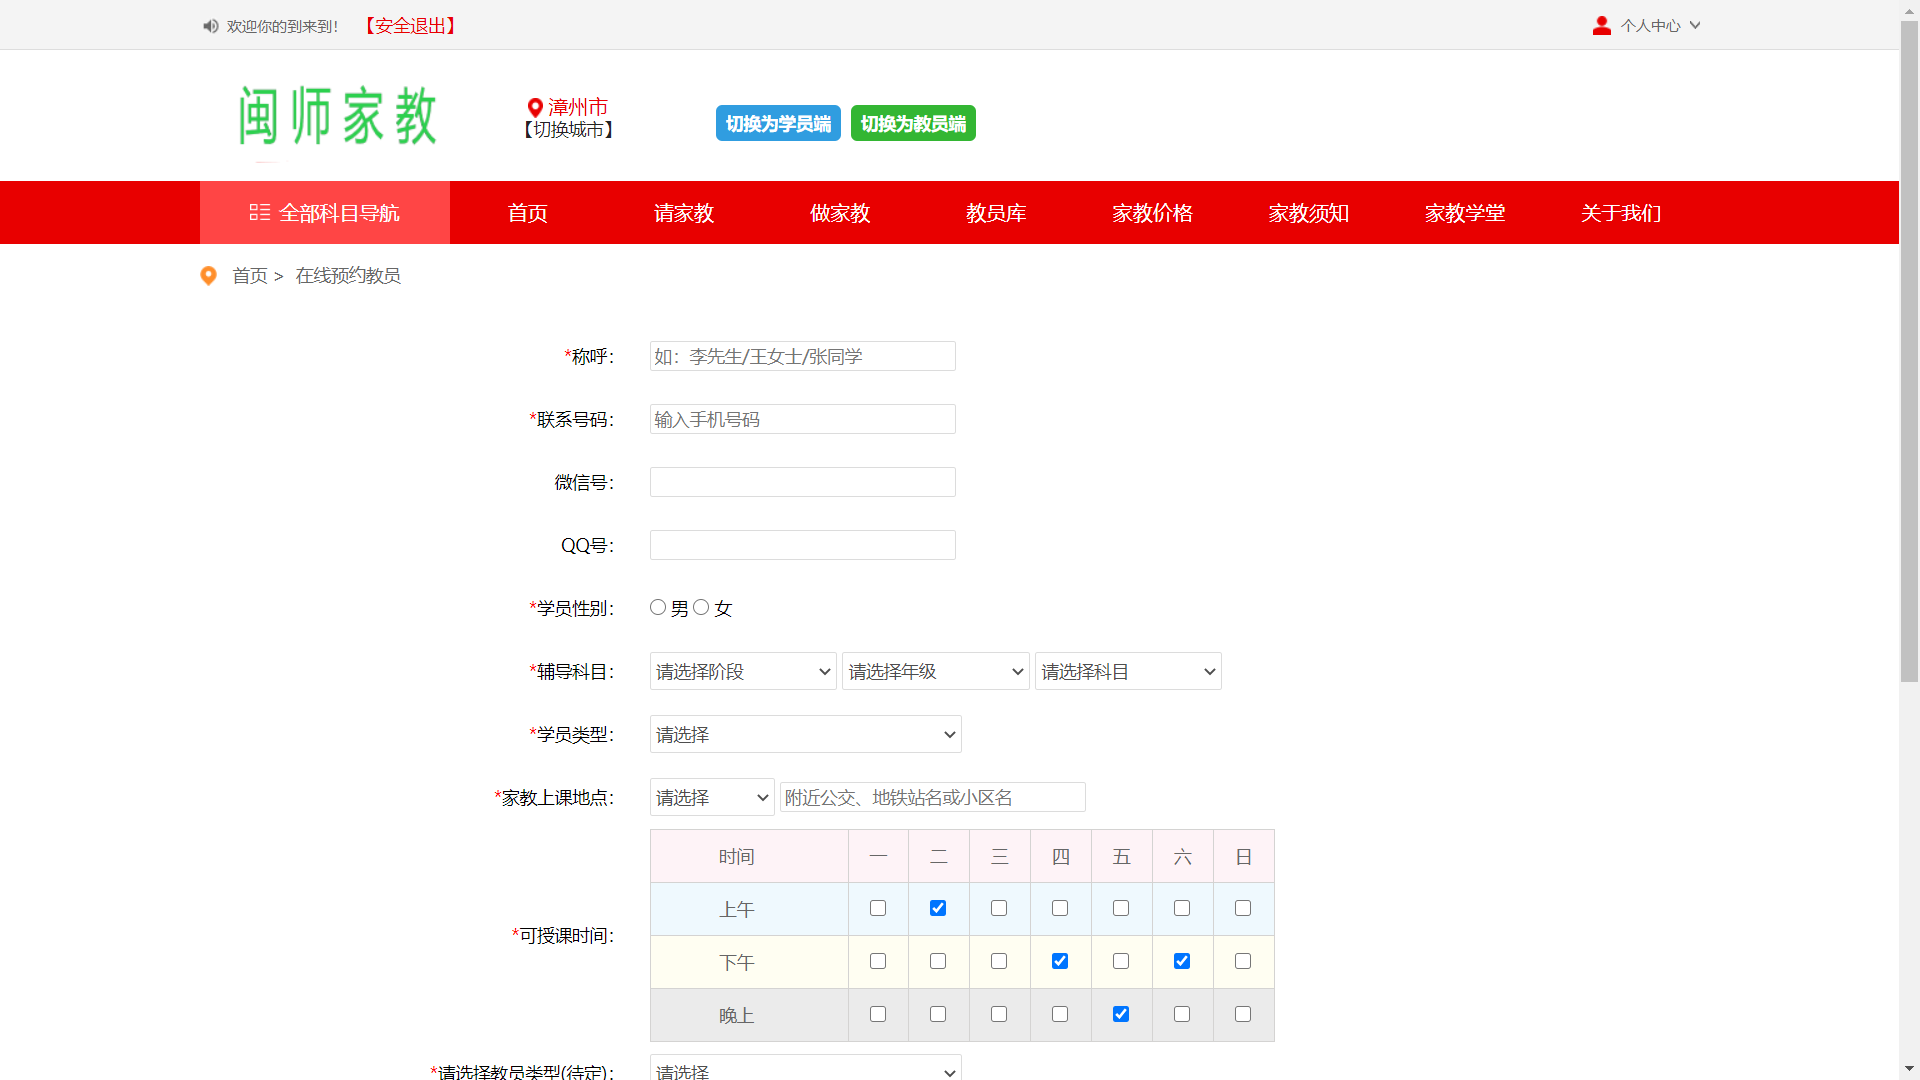 欢迎你的到来到！ 【安全退出】 个人中心
闽师家教
漳州市
【切换城市】
切换为学员端 切换为教员端
全部科目导航 首页 请家教 做家教 教员库 家教价格 家教须知 家教学堂 关于我们
首页 > 在线预约教员
*称呼： 如：李先生/王女士/张同学
*联系号码： 输入手机号码
微信号：
QQ号：
*学员性别： 男 女
*辅导科目： 请选择阶段 请选择年级 请选择科目
*学员类型： 请选择
*家教上课地点： 请选择 附近公交、地铁站名或小区名
时间 一 二 三 四 五 六 日
上午
*可授课时间：
下午
晚上
*请选择教员类型(待定)： 请选择